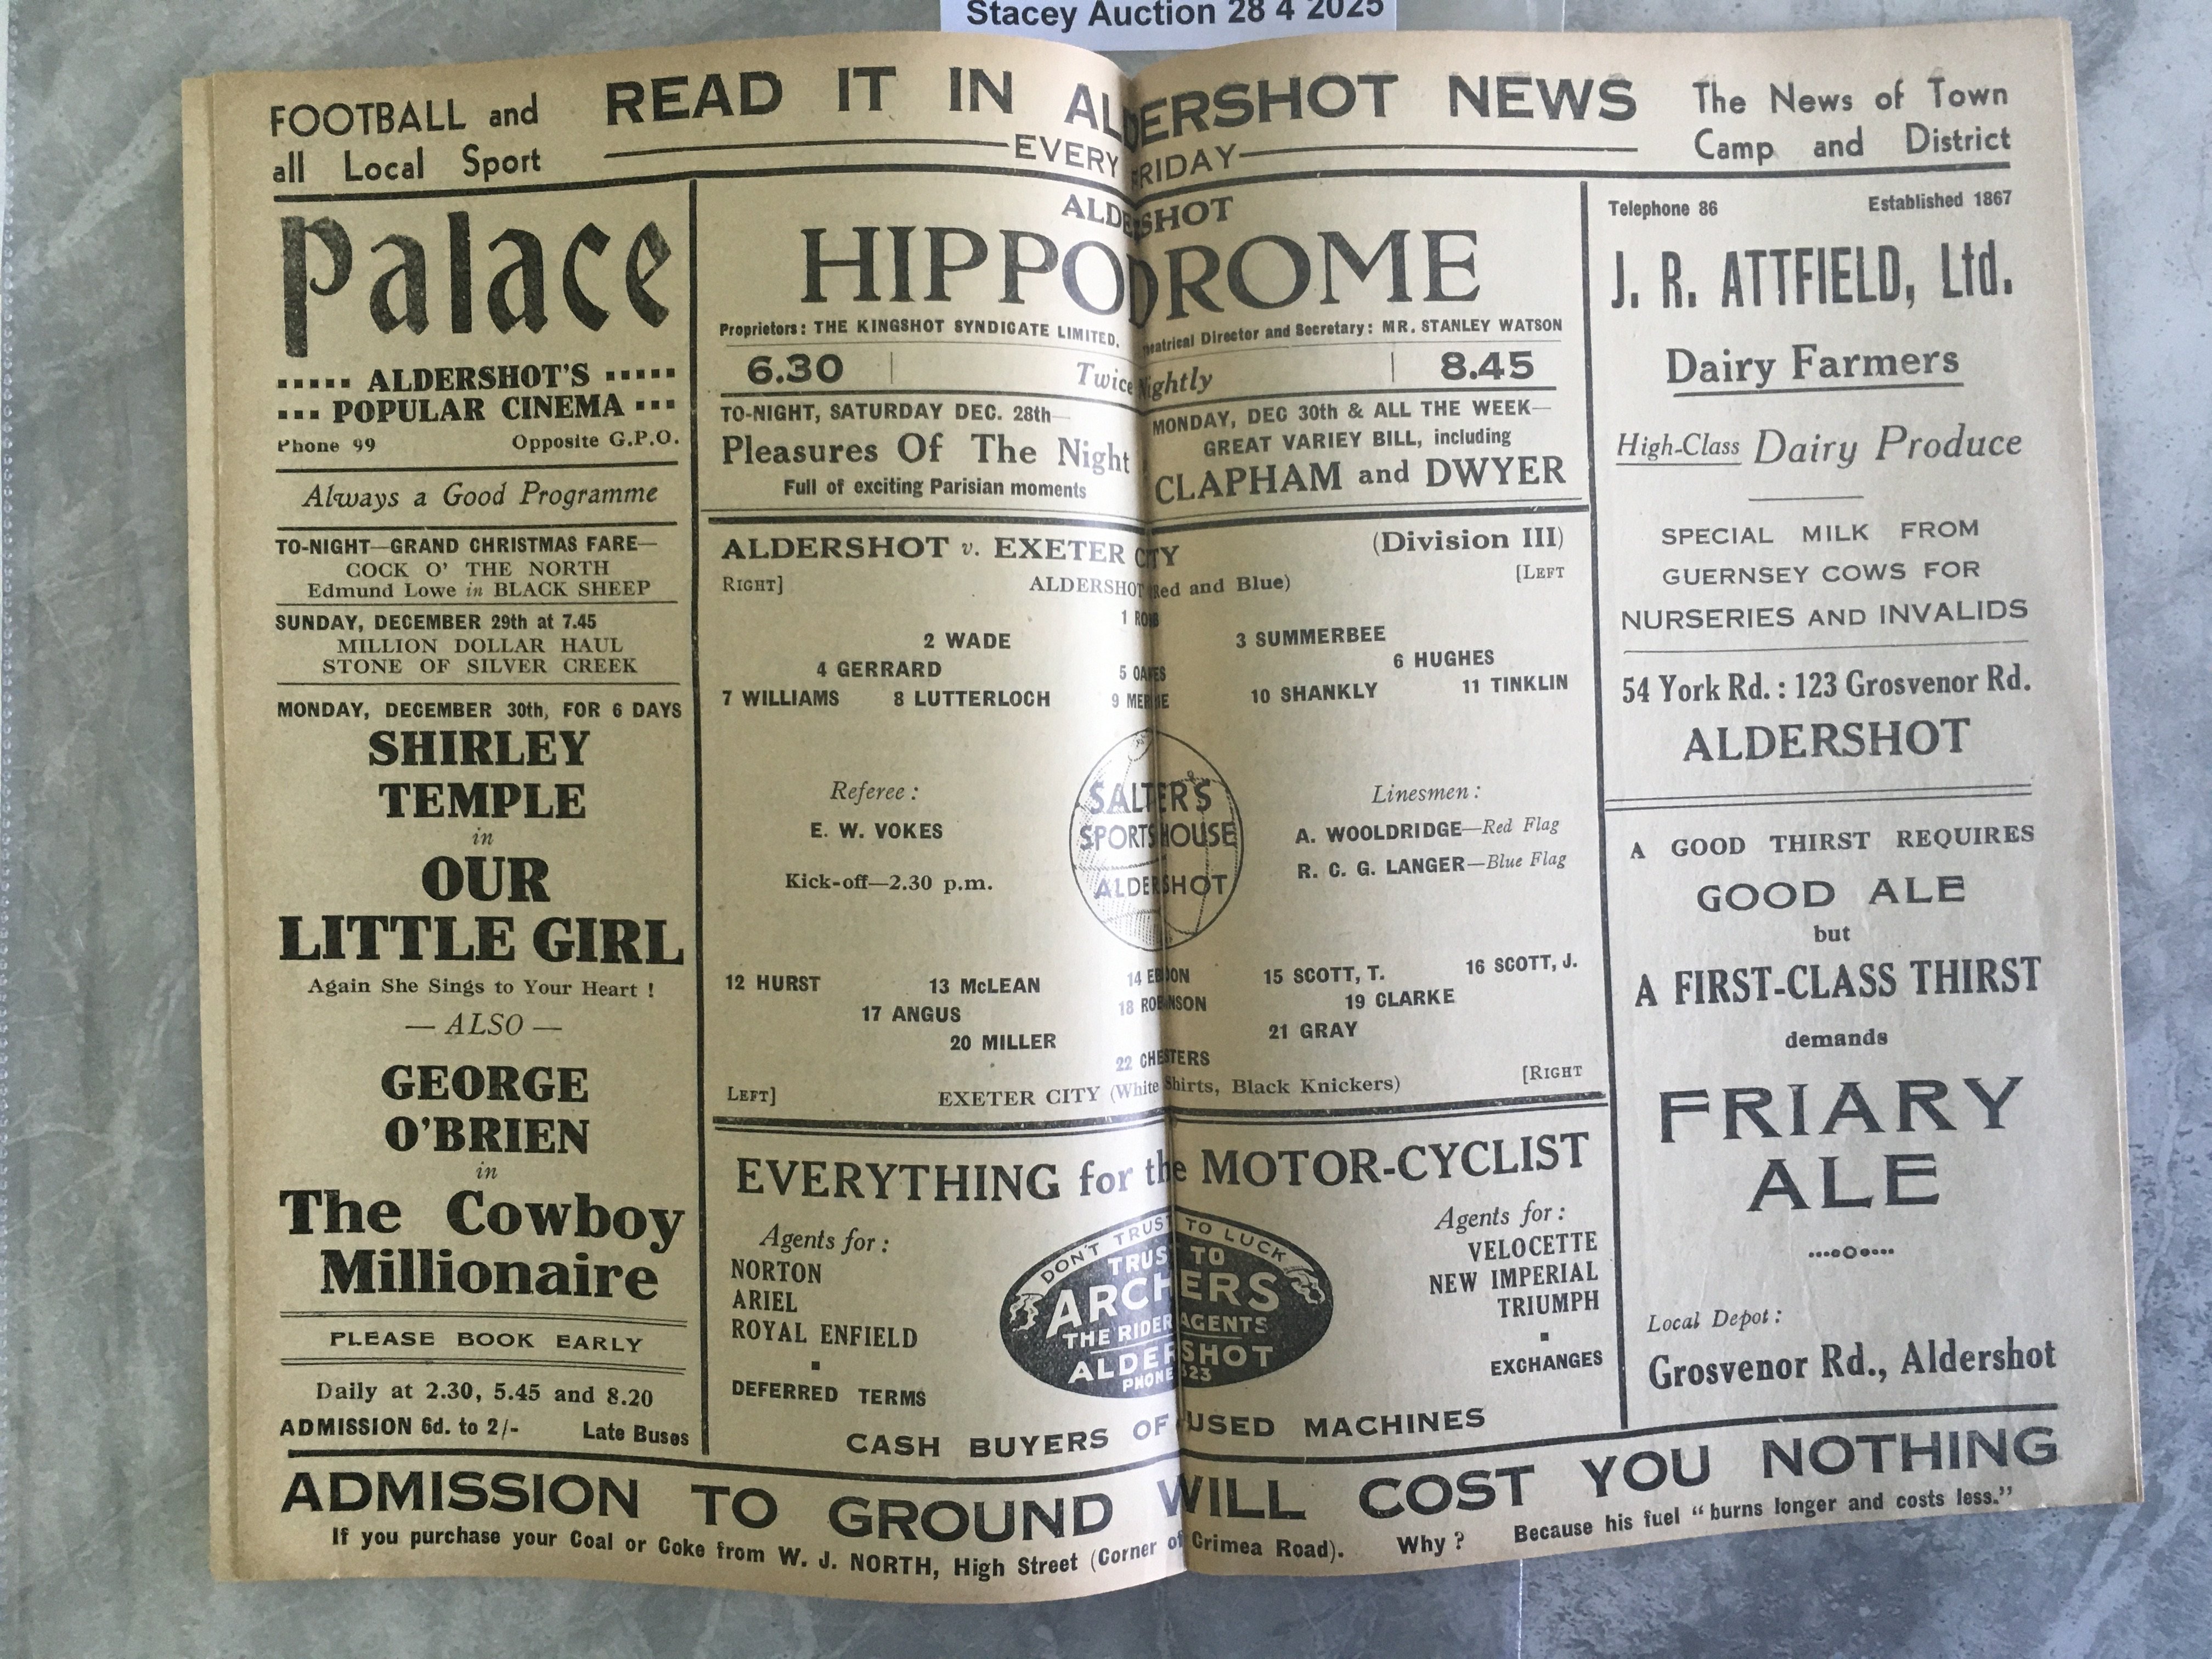 Stacey Auction 28 4 2025
FOOTBALL and
all Local Sport
READ IT IN ALDERSHOT NEWS
EVERY FRIDAY
The News of Town
Camp and District
Palace
ALDERSHOT'S
POPULAR CINEMA
Phone 99 Opposite G.P.O.
Always a Good Programme
TO-NIGHT—GRAND CHRISTMAS FARE—
COCK O' THE NORTH
Edmund Lowe in BLACK SHEEP
SUNDAY, DECEMBER 29th at 7.45
MILLION DOLLAR HAUL
STONE OF SILVER CREEK
MONDAY, DECEMBER 30th, FOR 6 DAYS
SHIRLEY
TEMPLE
in
OUR
LITTLE GIRL
Again She Sings to Your Heart !
— ALSO —
GEORGE
O'BRIEN
in
The Cowboy
Millionaire
PLEASE BOOK EARLY
Daily at 2.30, 5.45 and 8.20
ADMISSION 6d. to 2/- Late Buses
ALDERSHOT
HIPPODROME
Proprietors: THE KINGSHOT SYNDICATE LIMITED. Theatrical Director and Secretary: MR. STANLEY WATSON
6.30 Twice Nightly 8.45
TO-NIGHT, SATURDAY DEC. 28th—
Pleasures Of The Night
Full of exciting Parisian moments
MONDAY, DEC 30th & ALL THE WEEK—
GREAT VARIEY BILL, including
CLAPHAM and DWYER
ALDERSHOT v. EXETER CITY (Division III)
RIGHT] ALDERSHOT (Red and Blue) [LEFT
1 ROBB
2 WADE 3 SUMMERBEE
4 GERRARD 5 OAKES 6 HUGHES
7 WILLIAMS 8 LUTTERLOCH 9 10 SHANKLY 11 TINKLIN
Referee :
E. W. VOKES
Kick-off—2.30 p.m.
SALTER'S
SPORTS HOUSE
ALDERSHOT
Linesmen :
A. WOOLDRIDGE—Red Flag
R. C. G. LANGER—Blue Flag
12 HURST 13 McLEAN 14 15 SCOTT, T. 16 SCOTT, J.
17 ANGUS 18 ROBINSON 19 CLARKE
20 MILLER 21 GRAY
22 CHESTERS
LEFT] EXETER CITY (White Shirts, Black Knickers) [RIGHT
EVERYTHING for the MOTOR-CYCLIST
Agents for :
NORTON
ARIEL
ROYAL ENFIELD
DEFERRED TERMS
DON'T TRUST TO LUCK
TRUST TO
ARCHERS
THE RIDER AGENTS
ALDERSHOT
PHONE 323
Agents for :
VELOCETTE
NEW IMPERIAL
TRIUMPH
EXCHANGES
CASH BUYERS OF USED MACHINES
Telephone 86 Established 1867
J. R. ATTFIELD, Ltd.
Dairy Farmers
High-Class Dairy Produce
SPECIAL MILK FROM
GUERNSEY COWS FOR
NURSERIES AND INVALIDS
54 York Rd. : 123 Grosvenor Rd.
ALDERSHOT
A GOOD THIRST REQUIRES
GOOD ALE
but
A FIRST-CLASS THIRST
demands
FRIARY
ALE
Local Depot :
Grosvenor Rd., Aldershot
ADMISSION TO GROUND WILL COST YOU NOTHING
If you purchase your Coal or Coke from W. J. NORTH, High Street (Corner of Crimea Road). Why ? Because his fuel "burns longer and costs less."